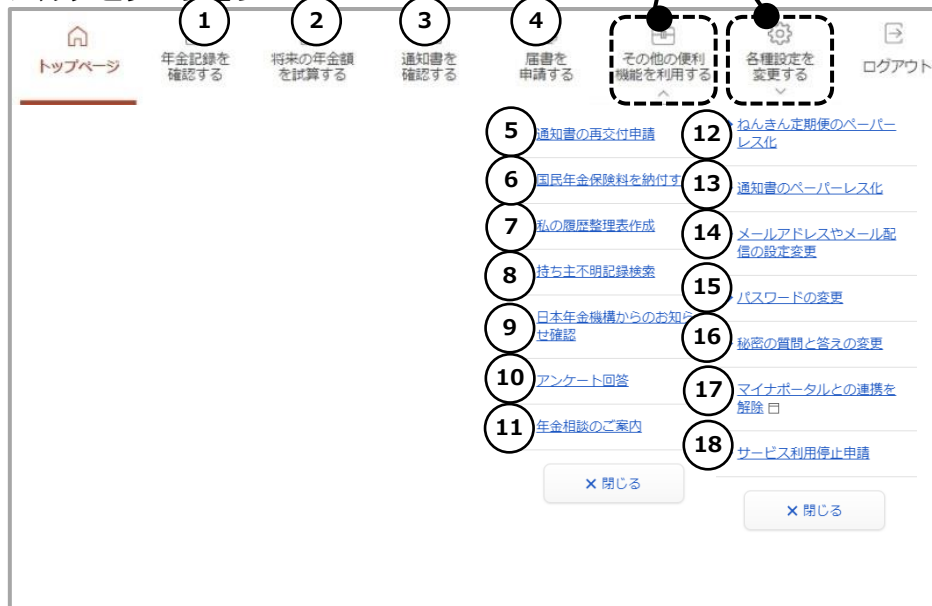 1
2
3
4
トップページ
年金記録を
確認する
将来の年金額
を試算する
通知書を
確認する
届書を
申請する
その他の便利
機能を利用する
各種設定を
変更する
ログアウト
5
通知書の再交付申請
6
国民年金保険料を納付す
7
私の履歴整理表作成
8
持ち主不明記録検索
9
日本年金機構からのお知ら
せ確認
10
アンケート回答
11
年金相談のご案内
× 閉じる
12
ねんきん定期便のペーパー
レス化
13
通知書のペーパーレス化
14
メールアドレスやメール配
信の設定変更
15
パスワードの変更
16
秘密の質問と答えの変更
17
マイナポータルとの連携を
解除
18
サービス利用停止申請
× 閉じる